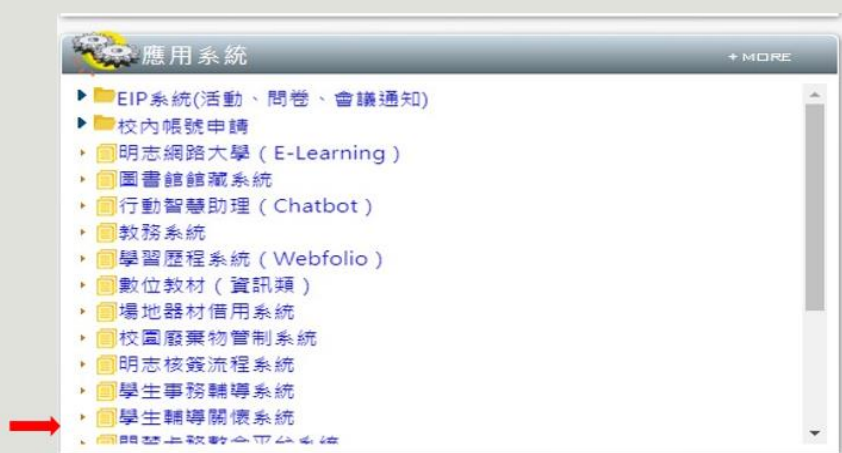 應用系統
+ MORE
EIP系統(活動、問卷、會議通知)
校內帳號申請
明志網路大學 ( E-Learning )
圖書館館藏系統
行動智慧助理 ( Chatbot )
教務系統
學習歷程系統 ( Webfolio )
數位教材 ( 資訊類 )
場地器材借用系統
校園廢棄物管制系統
明志核簽流程系統
學生事務輔導系統
學生輔導關懷系統